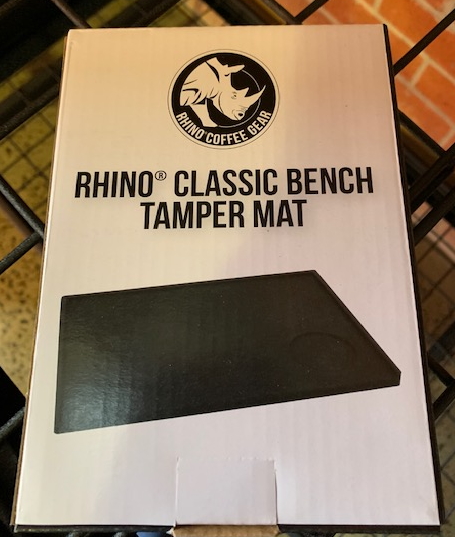 RHINO COFFEE GEAR
RHINO® CLASSIC BENCH
TAMPER MAT